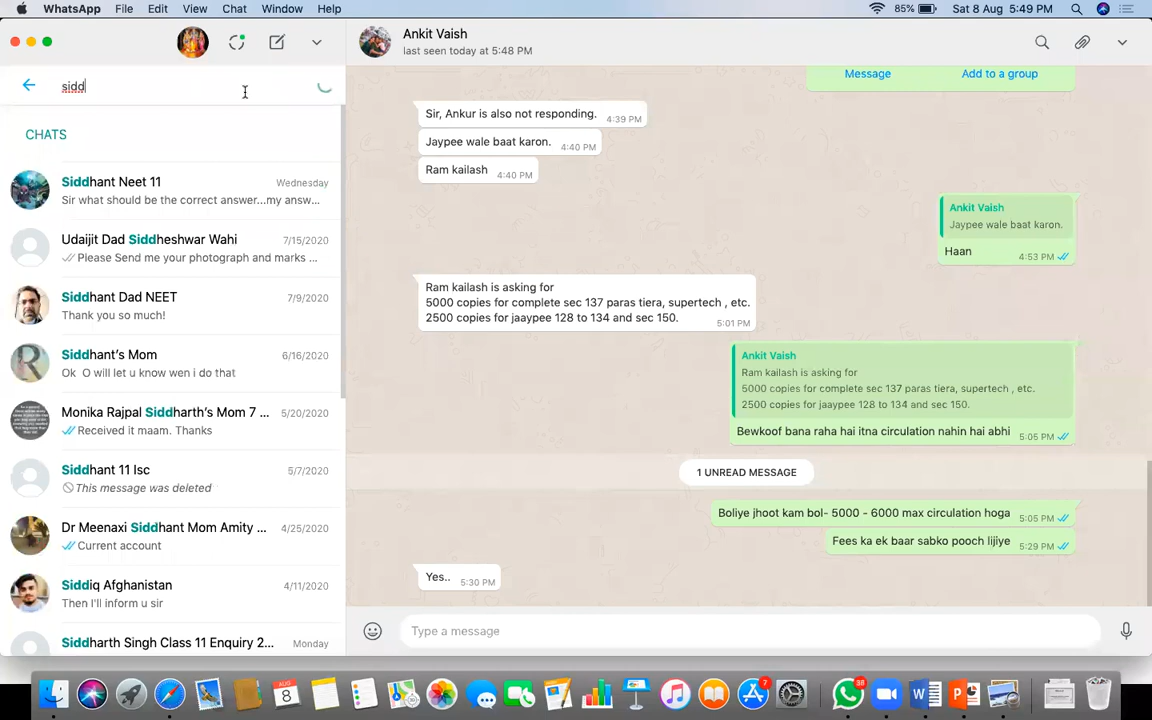 WhatsApp File Edit View Chat Window Help 85% Sat 8 Aug 5:49 PM
sidd
CHATS
Siddhant Neet 11 Wednesday
Sir what should be the correct answer...my answ...
Udaijit Dad Siddheshwar Wahi 7/15/2020
Please Send me your photograph and marks ...
Siddhant Dad NEET 7/9/2020
Thank you so much!
Siddhant's Mom 6/16/2020
Ok O will let u know wen i do that
Monika Rajpal Siddharth's Mom 7 ... 5/20/2020
Received it maam. Thanks
Siddhant 11 Isc 5/7/2020
This message was deleted
Dr Meenaxi Siddhant Mom Amity ... 4/25/2020
Current account
Siddiq Afghanistan 4/11/2020
Then I'll inform u sir
Siddharth Singh Class 11 Enquiry 2... Monday
Ankit Vaish
last seen today at 5:48 PM
Message Add to a group
Sir, Ankur is also not responding. 4:39 PM
Jaypee wale baat karon. 4:40 PM
Ram kailash 4:40 PM
Ankit Vaish
Jaypee wale baat karon.
Haan 4:53 PM
Ram kailash is asking for
5000 copies for complete sec 137 paras tiera, supertech , etc.
2500 copies for jaaypee 128 to 134 and sec 150. 5:01 PM
Ankit Vaish
Ram kailash is asking for
5000 copies for complete sec 137 paras tiera, supertech , etc.
2500 copies for jaaypee 128 to 134 and sec 150.
Bewkoof bana raha hai itna circulation nahin hai abhi 5:05 PM
1 UNREAD MESSAGE
Boliye jhoot kam bol- 5000 - 6000 max circulation hoga 5:05 PM
Fees ka ek baar sabko pooch lijiye 5:29 PM
Yes.. 5:30 PM
Type a message
AUG
8
7
38